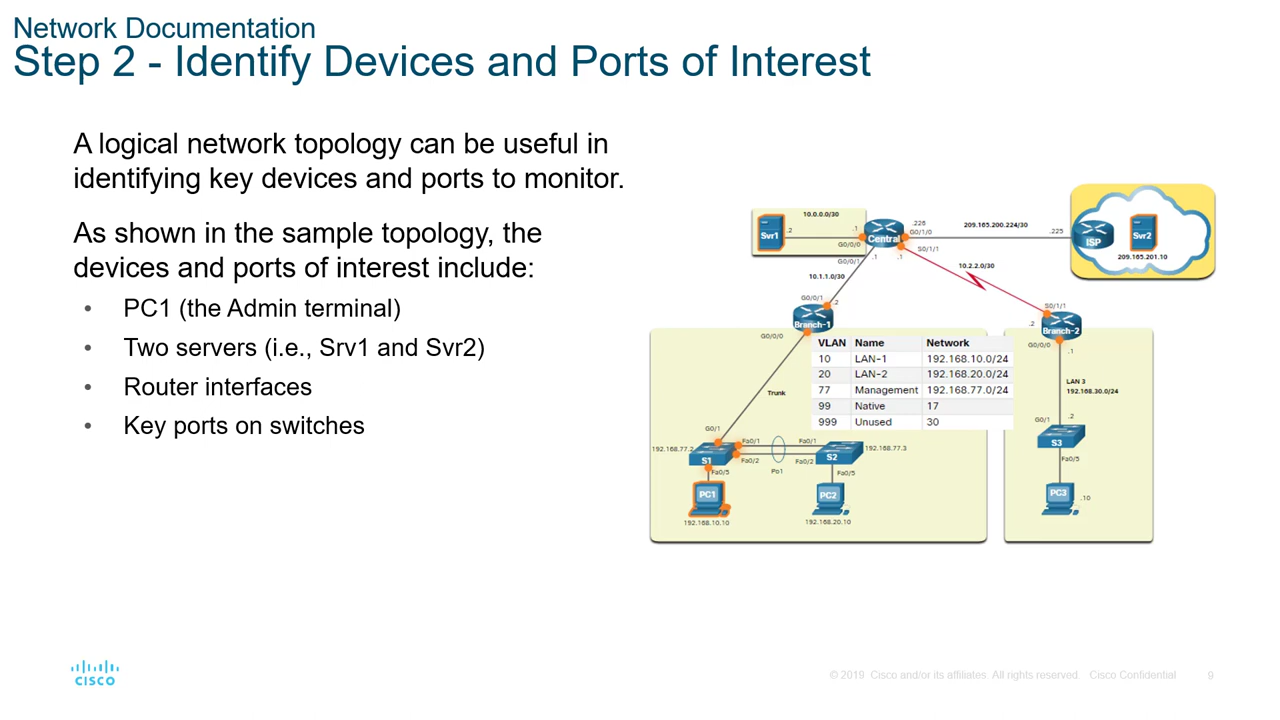 Network Documentation
Step 2 - Identify Devices and Ports of Interest
A logical network topology can be useful in
identifying key devices and ports to monitor.
As shown in the sample topology, the
devices and ports of interest include:
• PC1 (the Admin terminal)
• Two servers (i.e., Srv1 and Svr2)
• Router interfaces
• Key ports on switches
10.0.0.0/30
Svr1
.2
.1
G0/0/0
Central
.226
G0/1/0
209.165.200.224/30
.225
ISP
Svr2
209.165.201.10
G0/0/1
.1
.1
S0/1/1
10.1.1.0/30
10.2.2.0/30
G0/0/1
.2
Branch-1
G0/0/0
S0/1/1
.2
Branch-2
G0/0/0
.1
VLAN Name Network
10 LAN-1 192.168.10.0/24
20 LAN-2 192.168.20.0/24
77 Management 192.168.77.0/24
99 Native 17
999 Unused 30
LAN 3
192.168.30.0/24
Trunk
G0/1
192.168.77.2
S1
Fa0/1
Fa0/1
Fa0/2
Fa0/2
Po1
S2
192.168.77.3
Fa0/5
Fa0/5
PC1
192.168.10.10
PC2
192.168.20.10
G0/1
.2
S3
Fa0/5
PC3
.10
CISCO
© 2019 Cisco and/or its affiliates. All rights reserved. Cisco Confidential
9